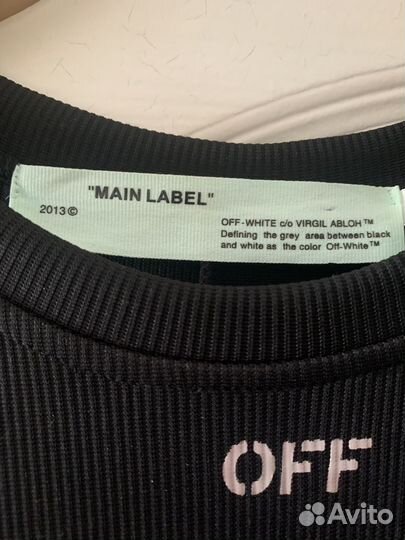 "MAIN LABEL"
2013©
OFF-WHITE c/o VIRGIL ABLOH™
Defining the grey area between black
and white as the color Off-White™
OFF
Avito